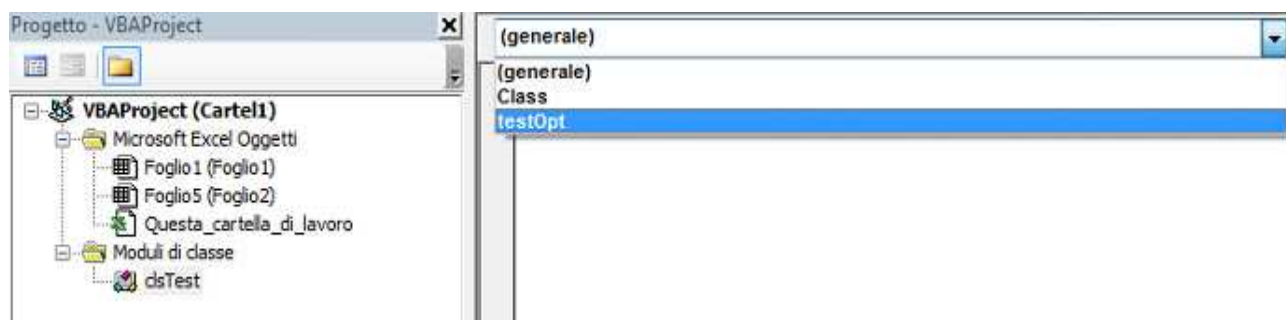 Progetto - VBAProject
VBAProject (Cartel1)
Microsoft Excel Oggetti
Foglio1 (Foglio1)
Foglio5 (Foglio2)
Questa_cartella_di_lavoro
Moduli di classe
clsTest
(generale)
(generale)
Class
testOpt